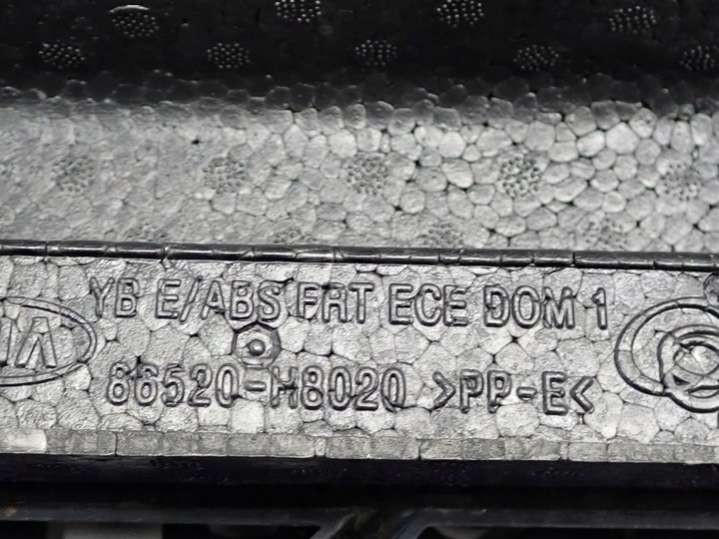 YB E/ABS FRT ECE DOM 1
86520-H8020 >PP-E<